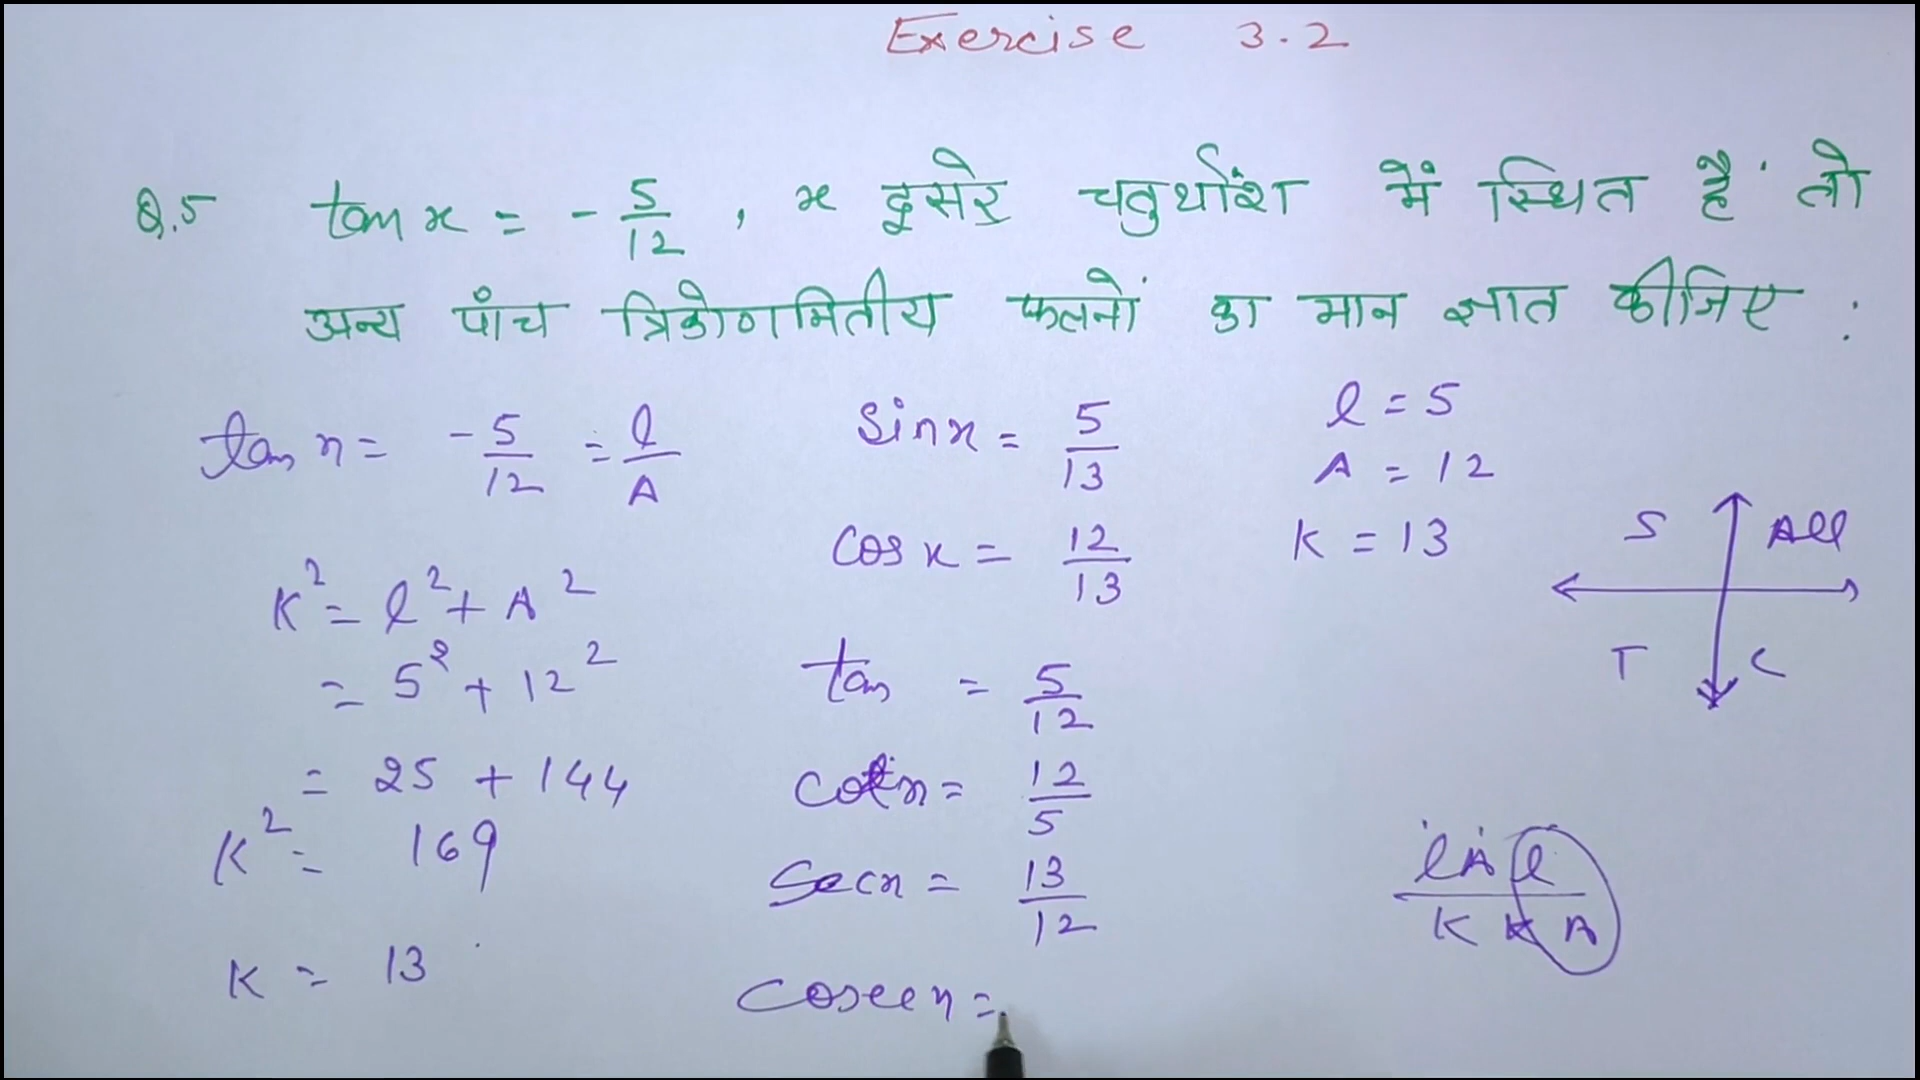 Exercise 3.2
Q.5 tan x = - 5/12 , x दुसरे चतुर्थांश में स्थित है तो
अन्य पाँच त्रिकोणमितीय फलनों का मान ज्ञात कीजिए :
tan x = - 5/12 = l/A
K² = l² + A²
= 5² + 12²
= 25 + 144
K² = 169
K = 13
Sin x = 5/13
Cos x = 12/13
tan = 5/12
Cot x = 12/5
Sec x = 13/12
Cosec x =
l = 5
A = 12
K = 13
S All
T C
l A l
K K A